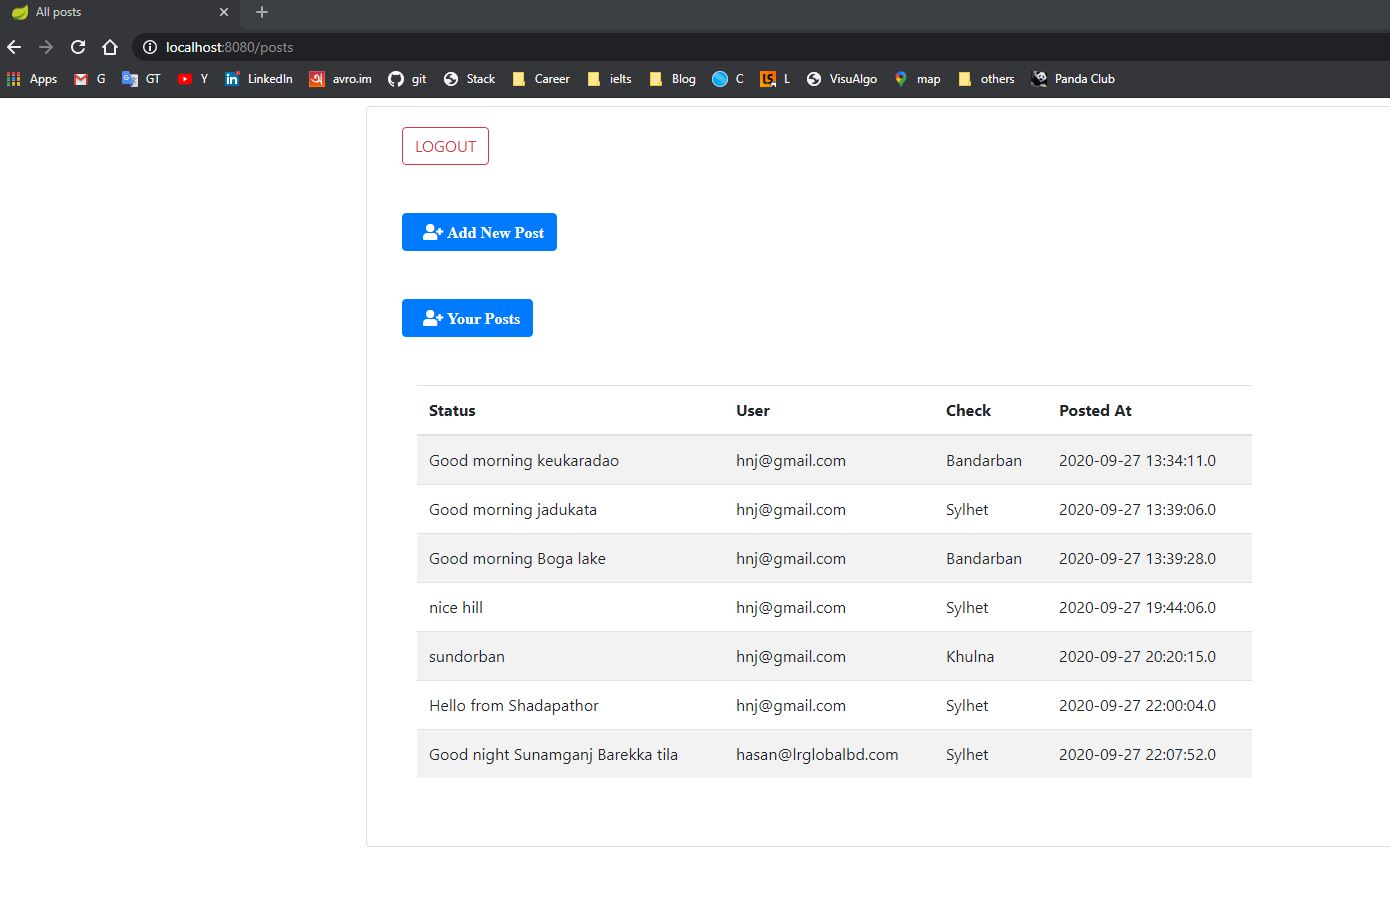 All posts
localhost:8080/posts
Apps G GT Y LinkedIn avro.im git Stack Career ielts Blog C L VisuAlgo map others Panda Club
LOGOUT
Add New Post
Your Posts
Status User Check Posted At
Good morning keukaradao hnj@gmail.com Bandarban 2020-09-27 13:34:11.0
Good morning jadukata hnj@gmail.com Sylhet 2020-09-27 13:39:06.0
Good morning Boga lake hnj@gmail.com Bandarban 2020-09-27 13:39:28.0
nice hill hnj@gmail.com Sylhet 2020-09-27 19:44:06.0
sundorban hnj@gmail.com Khulna 2020-09-27 20:20:15.0
Hello from Shadapathor hnj@gmail.com Sylhet 2020-09-27 22:00:04.0
Good night Sunamganj Barekka tila hasan@lrglobalbd.com Sylhet 2020-09-27 22:07:52.0